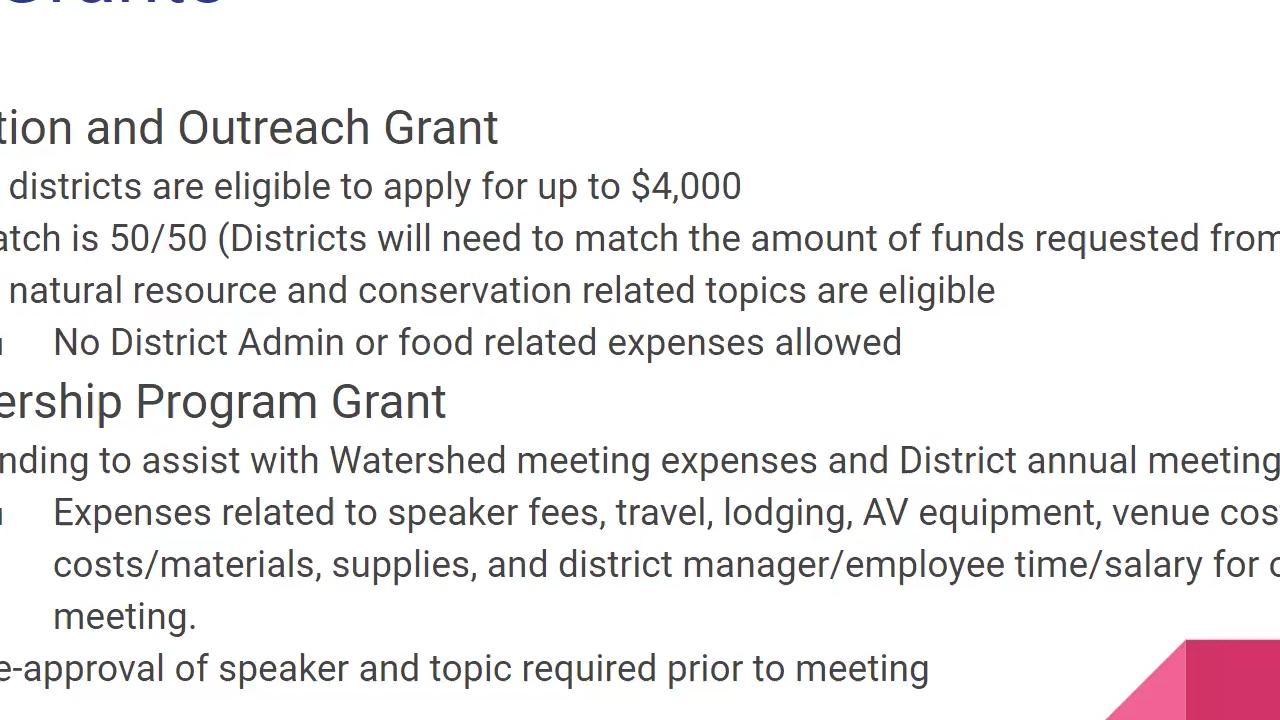 Grants
tion and Outreach Grant
districts are eligible to apply for up to $4,000
atch is 50/50 (Districts will need to match the amount of funds requested from
natural resource and conservation related topics are eligible
No District Admin or food related expenses allowed
ership Program Grant
nding to assist with Watershed meeting expenses and District annual meeting
Expenses related to speaker fees, travel, lodging, AV equipment, venue cos
costs/materials, supplies, and district manager/employee time/salary for
meeting.
e-approval of speaker and topic required prior to meeting